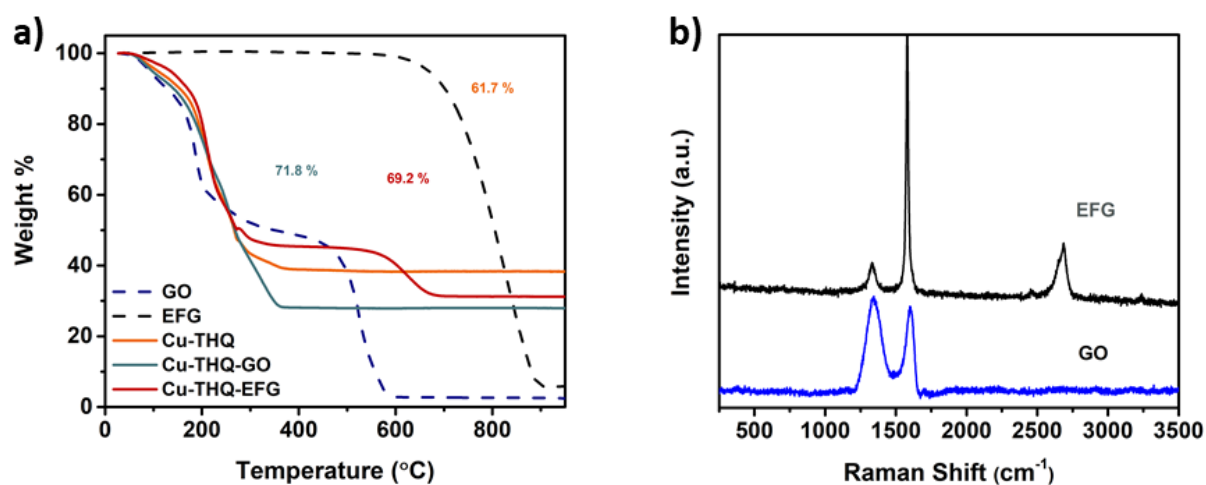 a)
Weight %
100
80
60
40
20
0
61.7 %
71.8 %
69.2 %
GO
EFG
Cu-THQ
Cu-THQ-GO
Cu-THQ-EFG
0 200 400 600 800
Temperature (°C)
b)
Intensity (a.u.)
EFG
GO
500 1000 1500 2000 2500 3000 3500
Raman Shift (cm⁻¹)